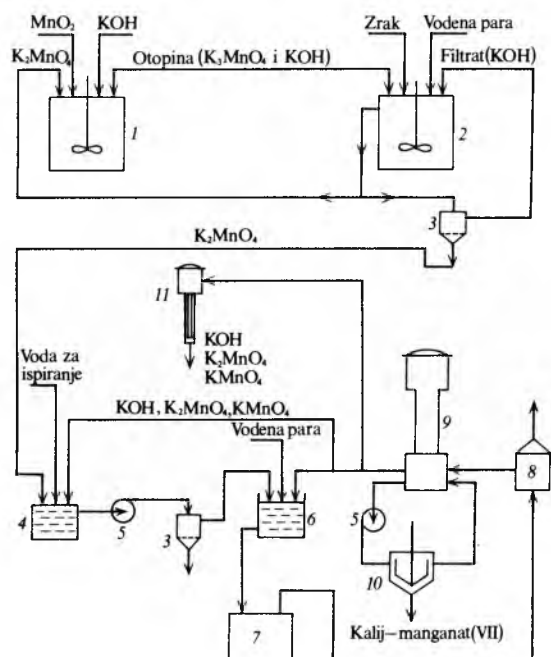 MnO₂ KOH
K₂MnO₄
Otopina (K₃MnO₄ i KOH)
Zrak Vodena para
Filtrat(KOH)
1
2
3
K₂MnO₄
11
KOH
K₂MnO₄
KMnO₄
Voda za
ispiranje
KOH, K₂MnO₄, KMnO₄
Vodena para
9
8
4
5
3
6
5
10
7
Kalij–manganat(VII)